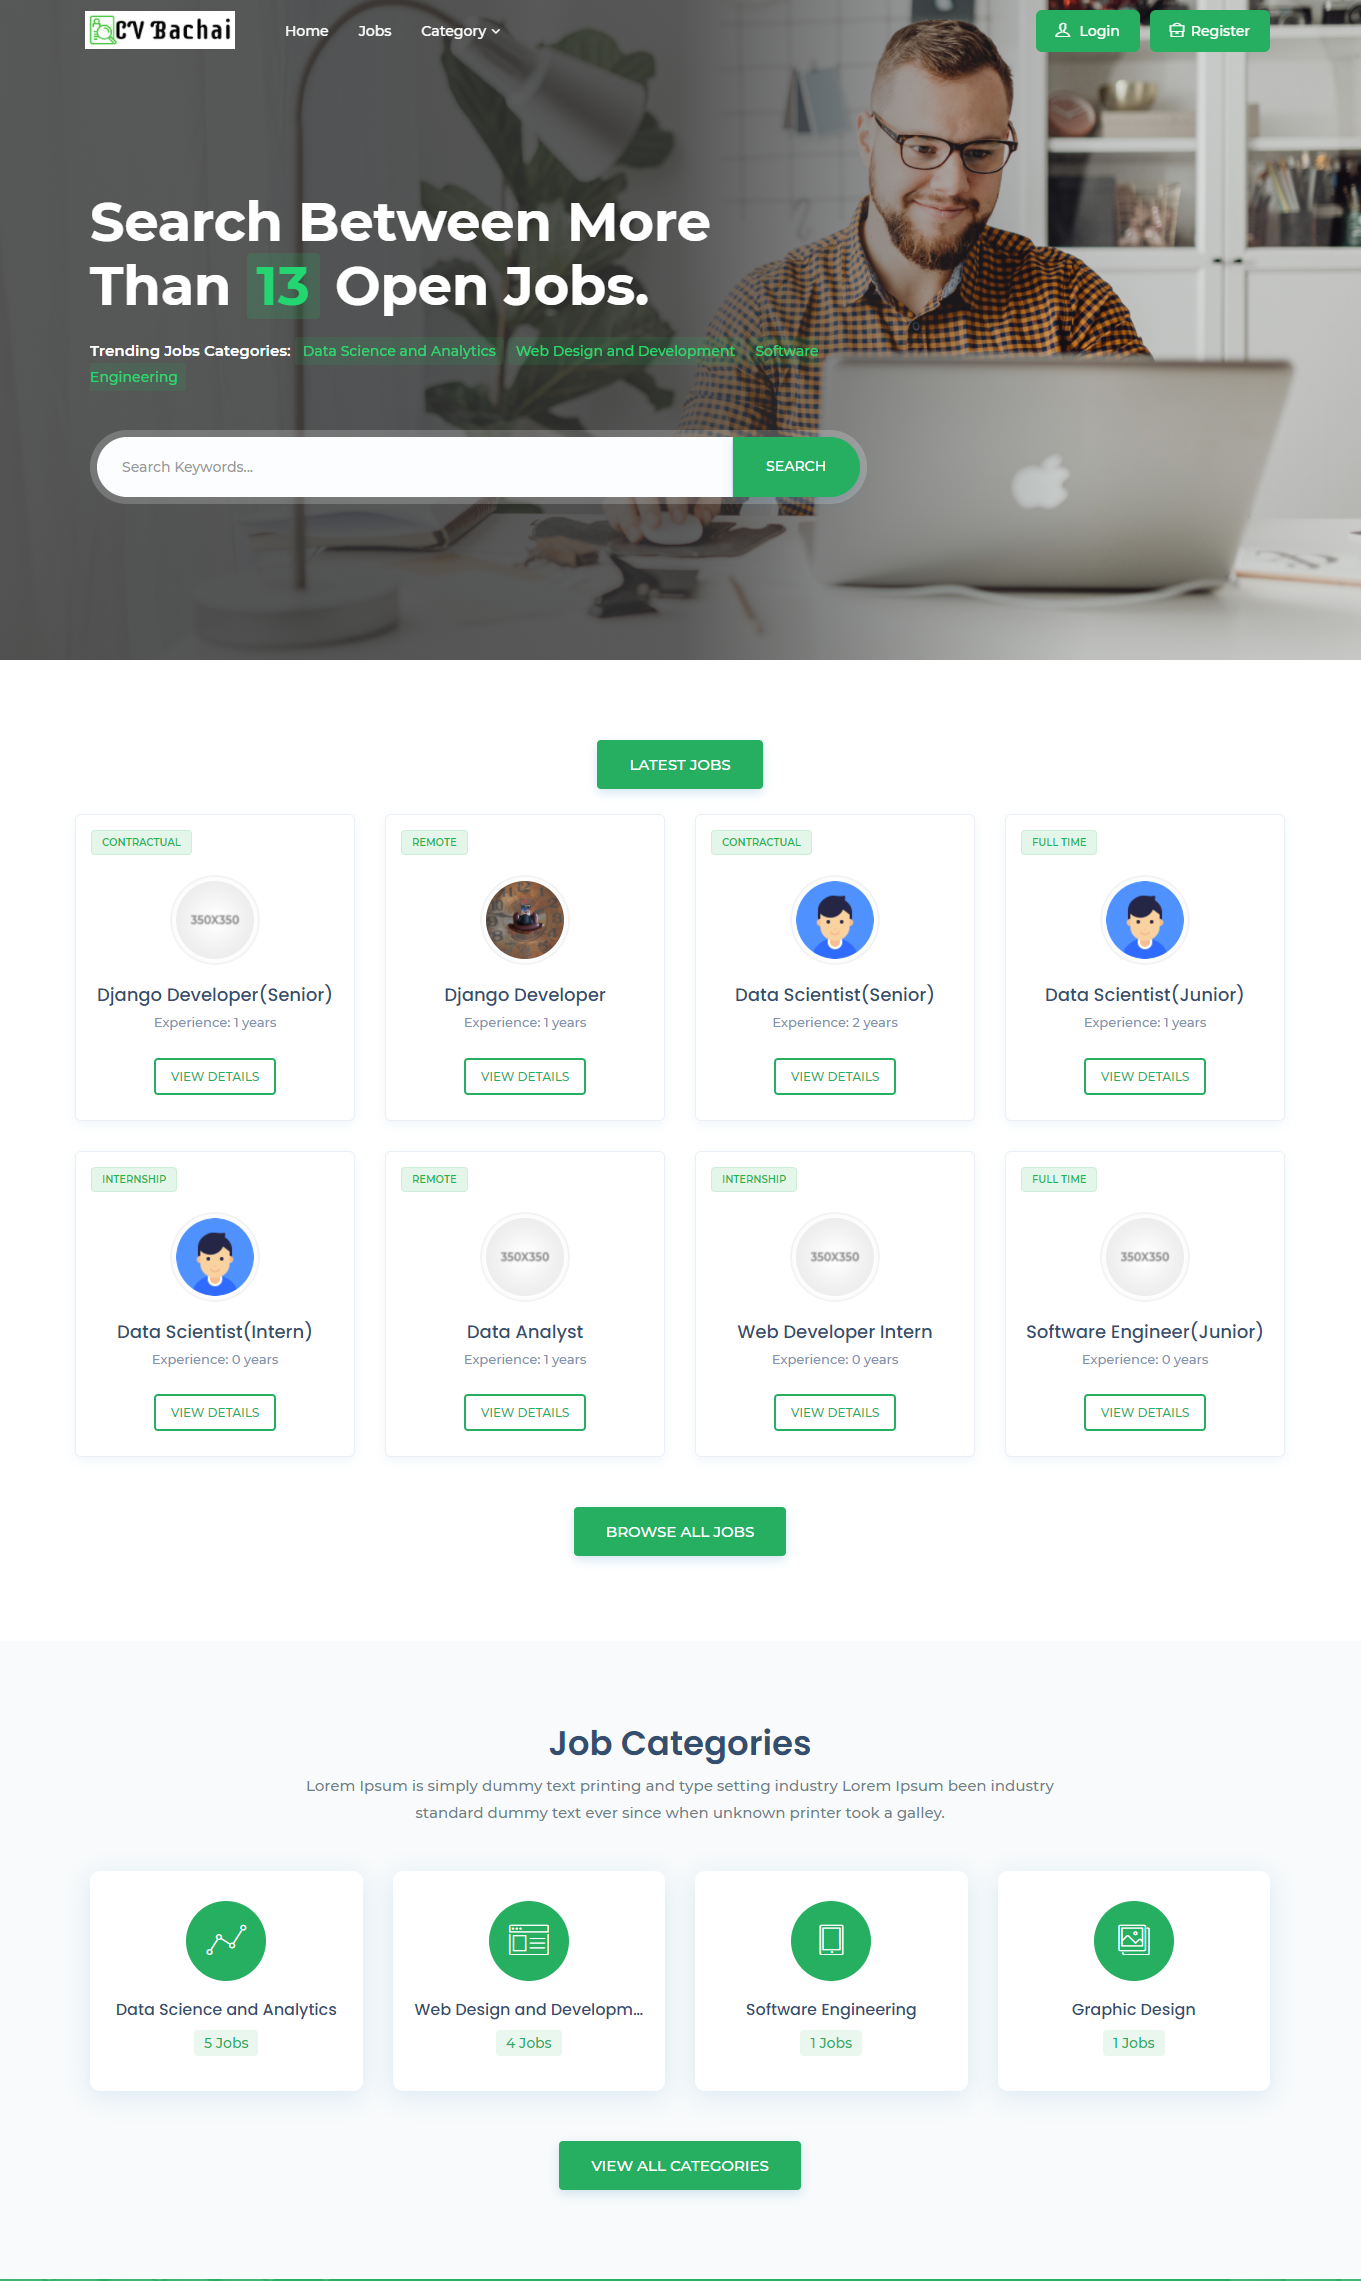 CV Bachai
Home Jobs Category
Login Register
Search Between More
Than 13 Open Jobs.
Trending Jobs Categories: Data Science and Analytics Web Design and Development Software
Engineering
Search Keywords...
SEARCH
LATEST JOBS
CONTRACTUAL
350X350
Django Developer(Senior)
Experience: 1 years
VIEW DETAILS
REMOTE
Django Developer
Experience: 1 years
VIEW DETAILS
CONTRACTUAL
Data Scientist(Senior)
Experience: 2 years
VIEW DETAILS
FULL TIME
Data Scientist(Junior)
Experience: 1 years
VIEW DETAILS
INTERNSHIP
Data Scientist(Intern)
Experience: 0 years
VIEW DETAILS
REMOTE
350X350
Data Analyst
Experience: 1 years
VIEW DETAILS
INTERNSHIP
350X350
Web Developer Intern
Experience: 0 years
VIEW DETAILS
FULL TIME
350X350
Software Engineer(Junior)
Experience: 0 years
VIEW DETAILS
BROWSE ALL JOBS
Job Categories
Lorem Ipsum is simply dummy text printing and type setting industry Lorem Ipsum been industry
standard dummy text ever since when unknown printer took a galley.
Data Science and Analytics
5 Jobs
Web Design and Developm...
4 Jobs
Software Engineering
1 Jobs
Graphic Design
1 Jobs
VIEW ALL CATEGORIES